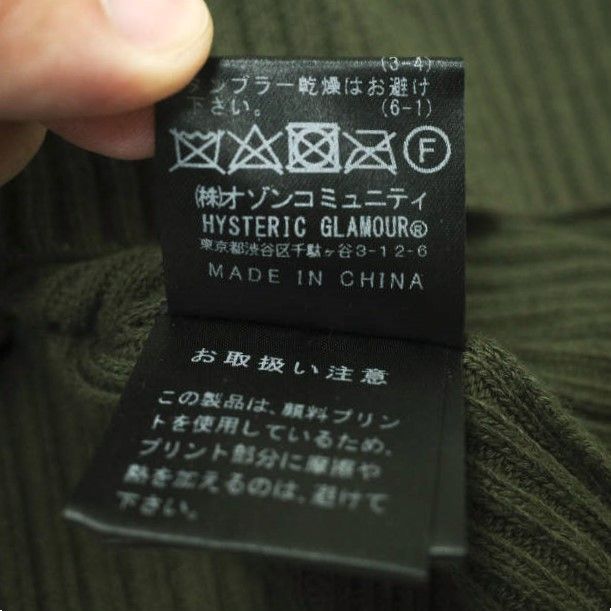 (3-4)
タンブラー乾燥はお避け
下さい。 (6-1)
F
(株)オゾンコミュニティ
HYSTERIC GLAMOUR®
東京都渋谷区千駄ヶ谷3-12-6
MADE IN CHINA
お取扱い注意
この製品は、顔料プリン
トを使用しているため、
プリント部分に摩擦や
熱を加えるのは、避けて
下さい。